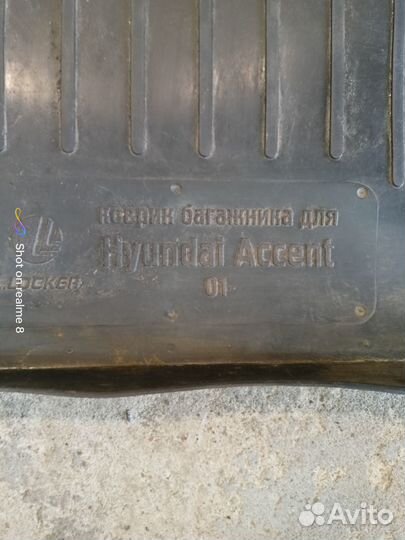 коврик багажника для
Hyundai Accent
01-
L.LOCKER
Shot on realme 8
Avito